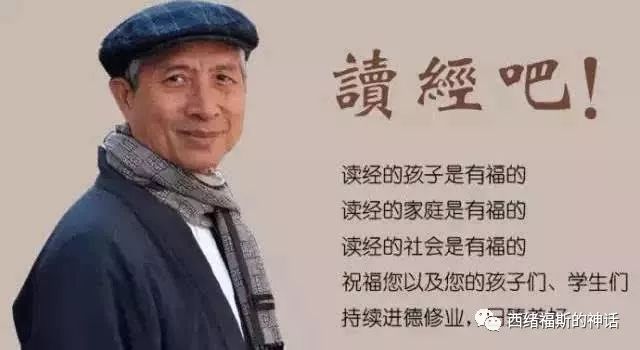 讀經吧!
读经的孩子是有福的
读经的家庭是有福的
读经的社会是有福的
祝福您以及您的孩子们、学生们
持续进德修业，
西绪福斯的神话